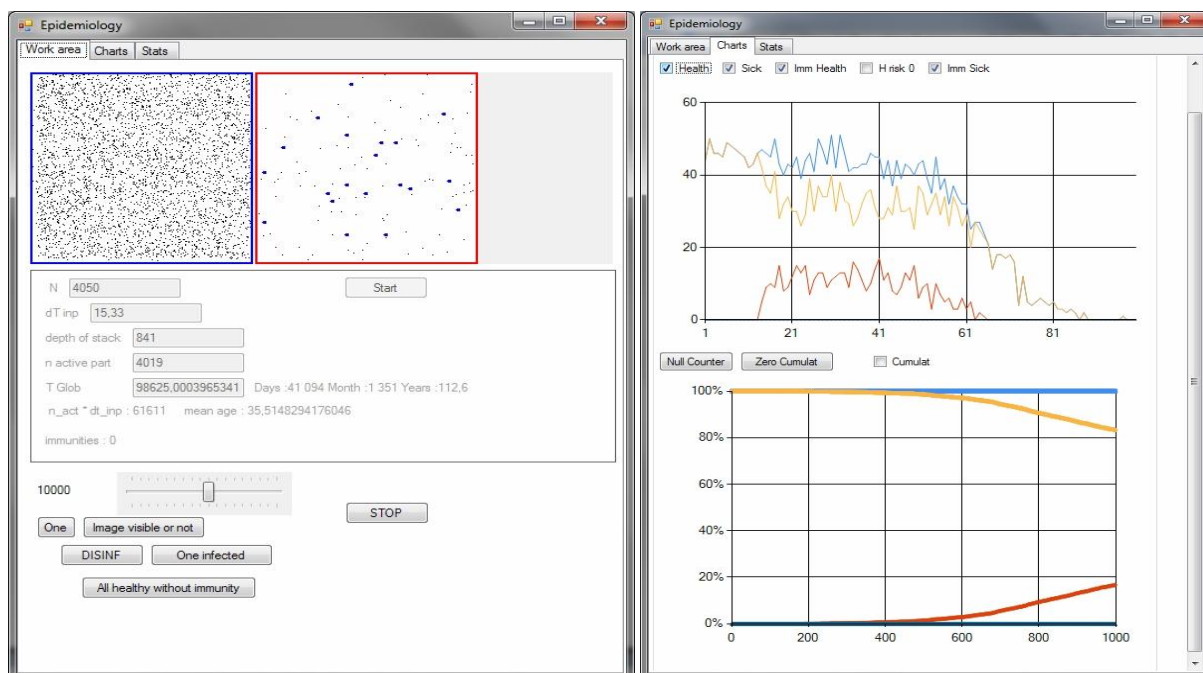 Epidemiology
Work area Charts Stats
N 4050 Start
dT inp 15,33
depth of stack 841
n active part 4019
T Glob 98625,0003965341 Days :41 094 Month :1 351 Years :112,6
n_act * dt_inp : 61611 mean age : 35,5148294176046
immunities : 0
10000
STOP
One Image visible or not
DISINF One infected
All healthy without immunity
Epidemiology
Work area Charts Stats
Health Sick Imm Health H risk 0 Imm Sick
60
40
20
0
1 21 41 61 81
Null Counter Zero Cumulat Cumulat
100%
80%
60%
40%
20%
0%
0 200 400 600 800 1000